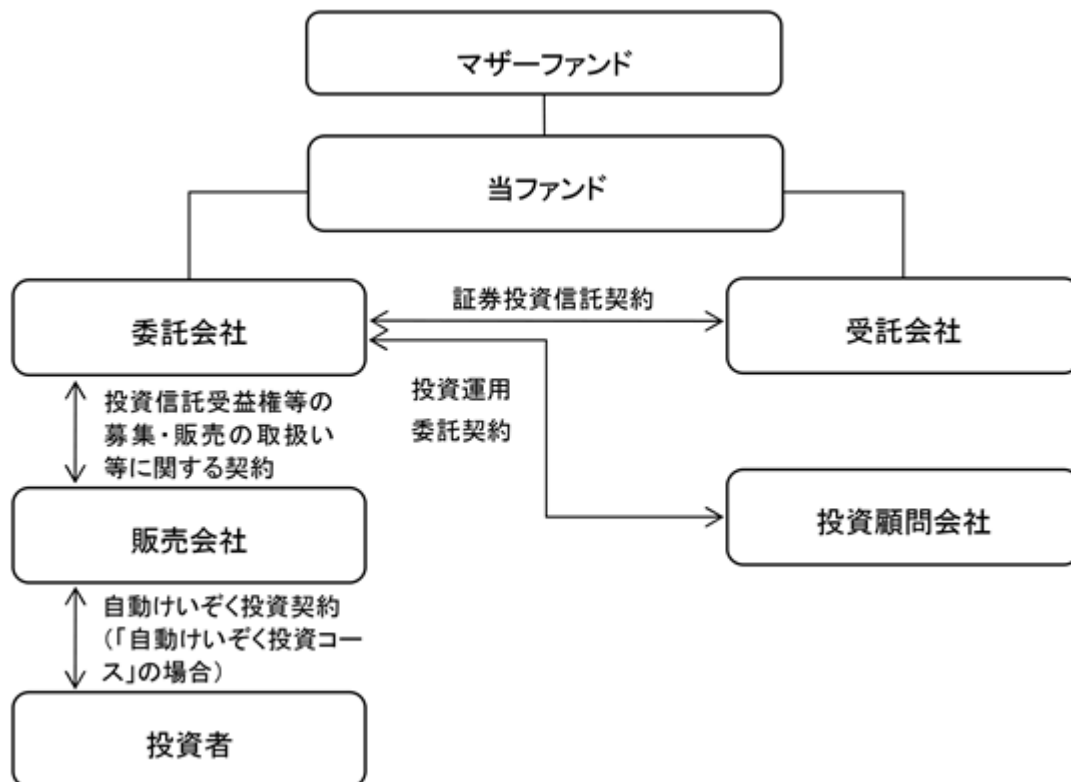 マザーファンド
当ファンド
証券投資信託契約
委託会社
受託会社
投資運用
委託契約
投資信託受益権等の
募集・販売の取扱い
等に関する契約
販売会社
投資顧問会社
自動けいぞく投資契約
(「自動けいぞく投資コー
ス」の場合)
投資者